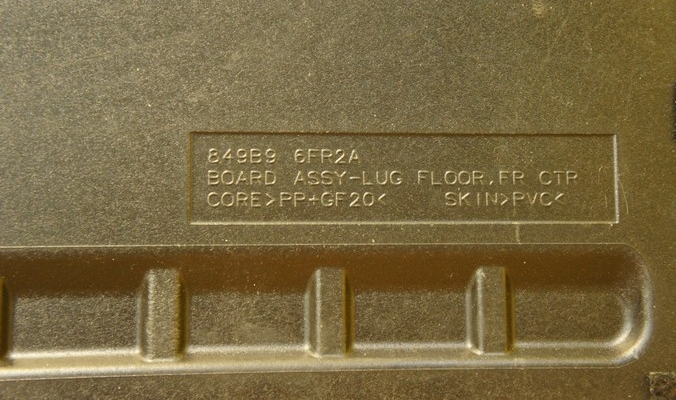 849B9 6FR2A
BOARD ASSY-LUG FLOOR,FR CTR
CORE>PP+GF20< SKIN>PVC<